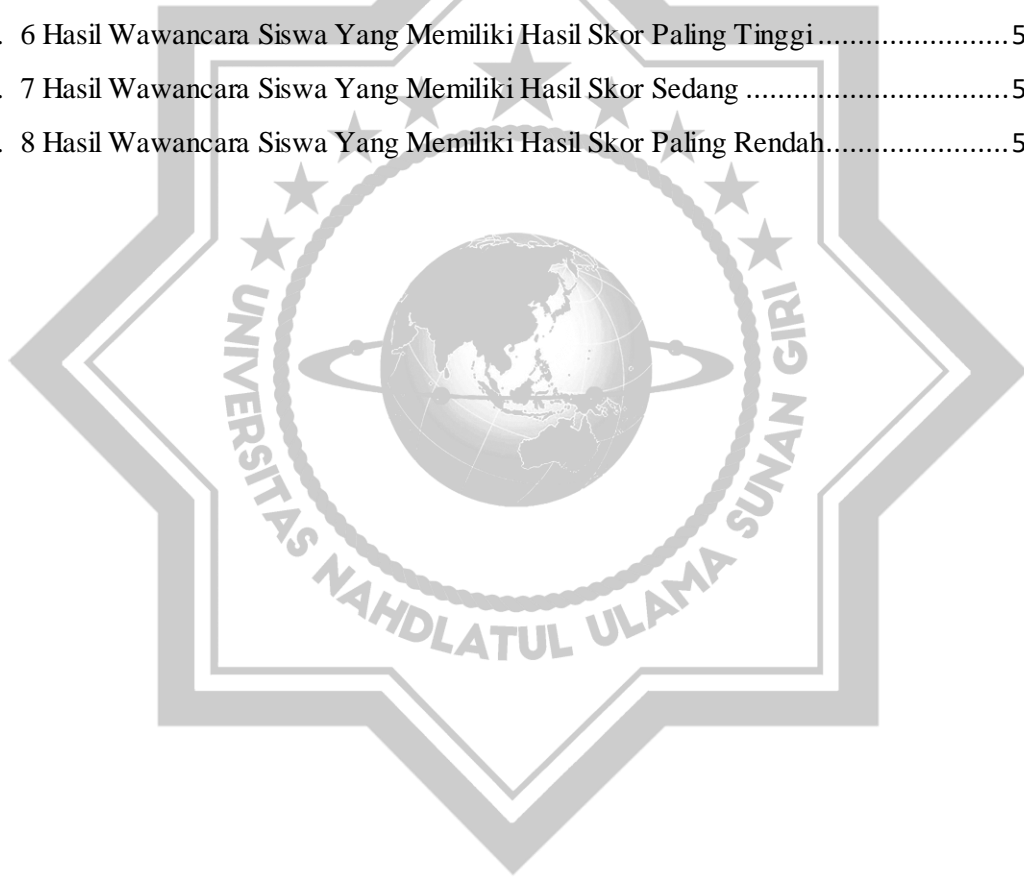 . 6 Hasil Wawancara Siswa Yang Memiliki Hasil Skor Paling Tinggi ....................... 5
. 7 Hasil Wawancara Siswa Yang Memiliki Hasil Skor Sedang ................................ 5
. 8 Hasil Wawancara Siswa Yang Memiliki Hasil Skor Paling Rendah...................... 5
UNIVERSITAS NAHDLATUL ULAMA SUNAN GIRI